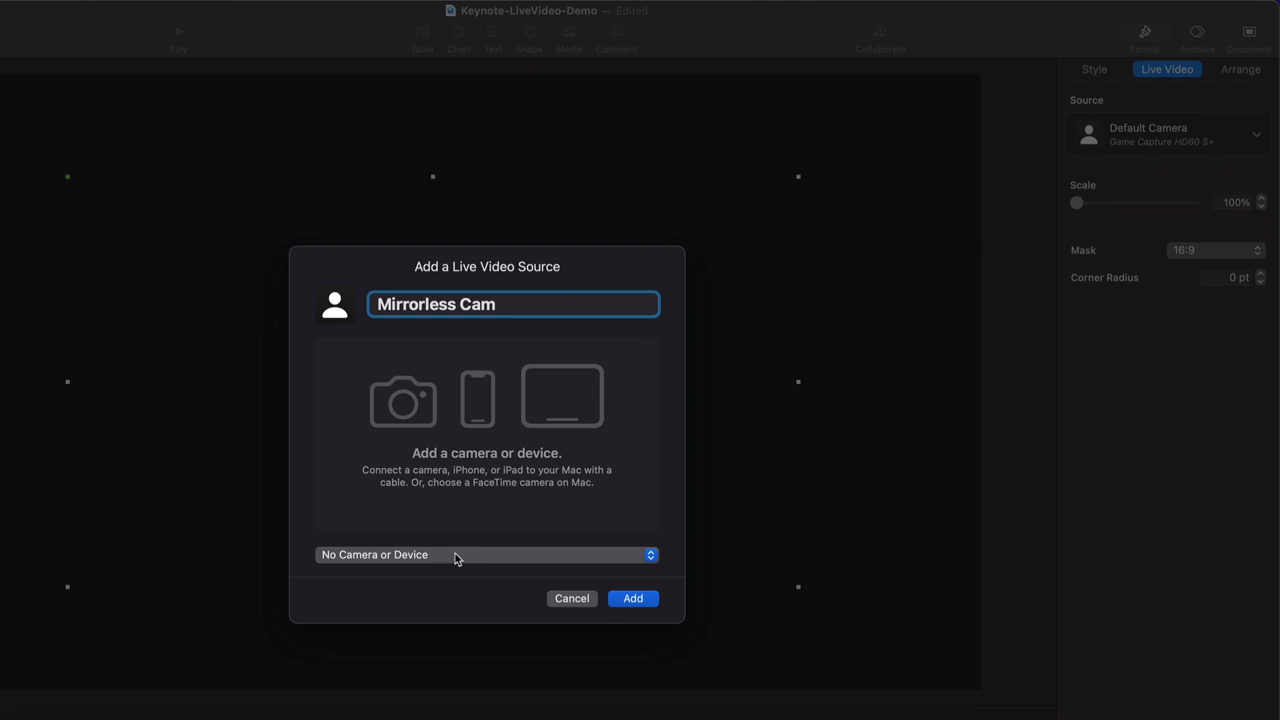 Keynote-LiveVideo-Demo — Edited
Play
Table
Chart
Text
Shape
Media
Comment
Collaborate
Format
Animate
Document
Style
Live Video
Arrange
Source
Default Camera
Game Capture HD60 S+
Scale
100%
Mask
16:9
Corner Radius
0 pt
Add a Live Video Source
Mirrorless Cam
Add a camera or device.
Connect a camera, iPhone, or iPad to your Mac with a
cable. Or, choose a FaceTime camera on Mac.
No Camera or Device
Cancel
Add